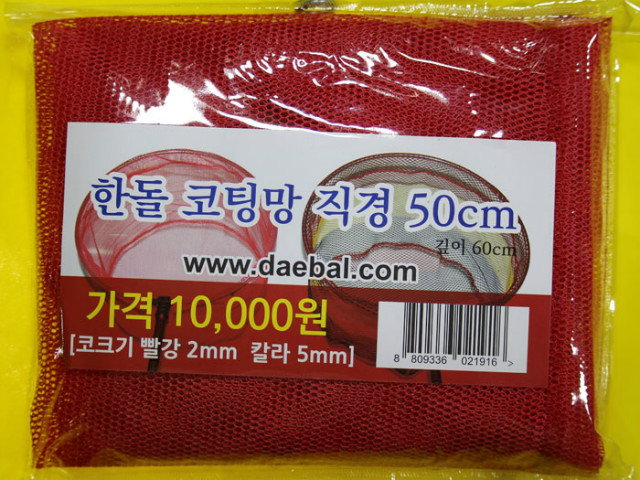 한돌 코팅망 직경 50cm
깊이 60cm
www.daebal.com
가격 10,000원
[코크기 빨강 2mm 칼라 5mm]
8 809336 021916 >